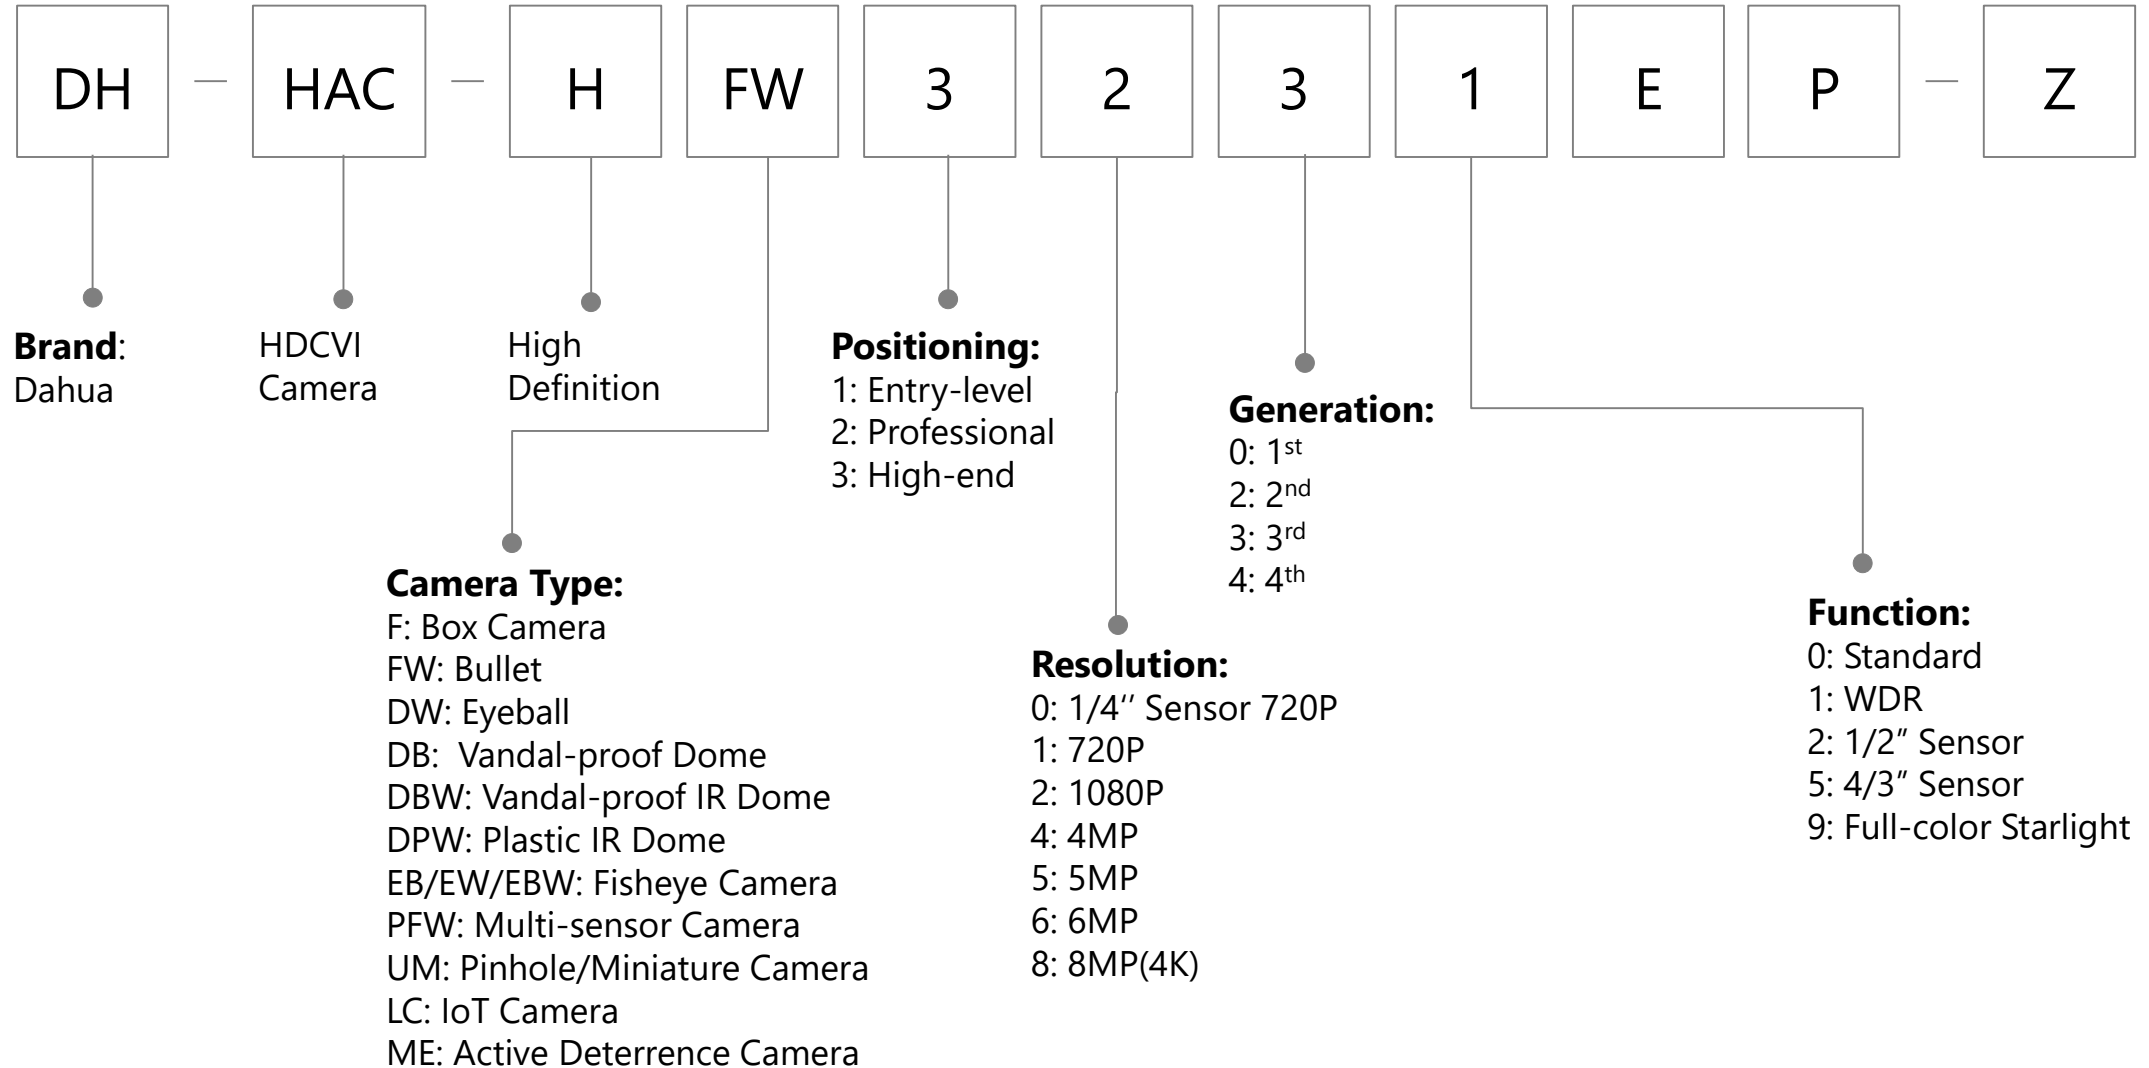 DH — HAC — H FW 3 2 3 1 E P — Z
Brand:
Dahua
HDCVI
Camera
High
Definition
Camera Type:
F: Box Camera
FW: Bullet
DW: Eyeball
DB:  Vandal-proof Dome
DBW: Vandal-proof IR Dome
DPW: Plastic IR Dome
EB/EW/EBW: Fisheye Camera
PFW: Multi-sensor Camera
UM: Pinhole/Miniature Camera
LC: IoT Camera
ME: Active Deterrence Camera
Positioning:
1: Entry-level
2: Professional
3: High-end
Resolution:
0: 1/4’’ Sensor 720P
1: 720P
2: 1080P
4: 4MP
5: 5MP
6: 6MP
8: 8MP(4K)
Generation:
0: 1st
2: 2nd
3: 3rd
4: 4th
Function:
0: Standard
1: WDR
2: 1/2” Sensor
5: 4/3” Sensor
9: Full-color Starlight